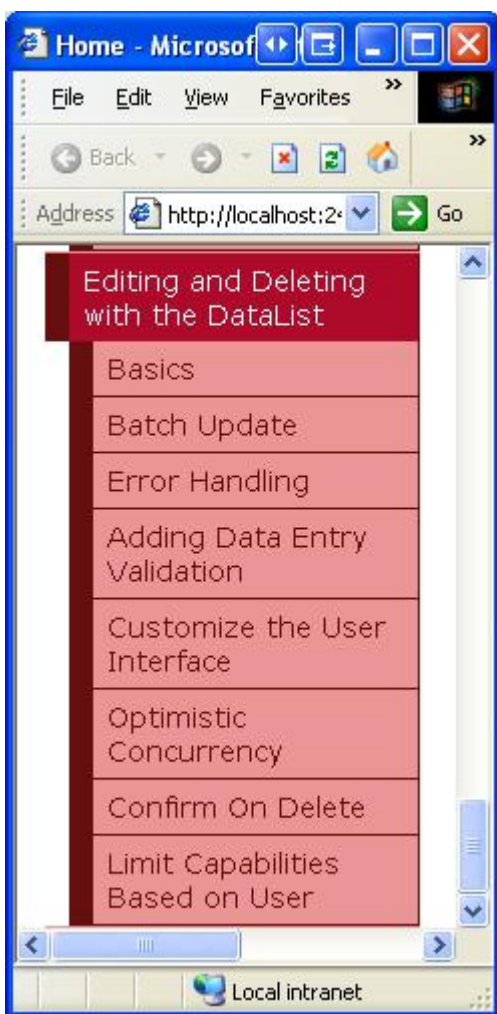 Home - Microsof
File Edit View Favorites »
Back »
Address http://localhost:24 Go
Editing and Deleting
with the DataList
Basics
Batch Update
Error Handling
Adding Data Entry
Validation
Customize the User
Interface
Optimistic
Concurrency
Confirm On Delete
Limit Capabilities
Based on User
Local intranet